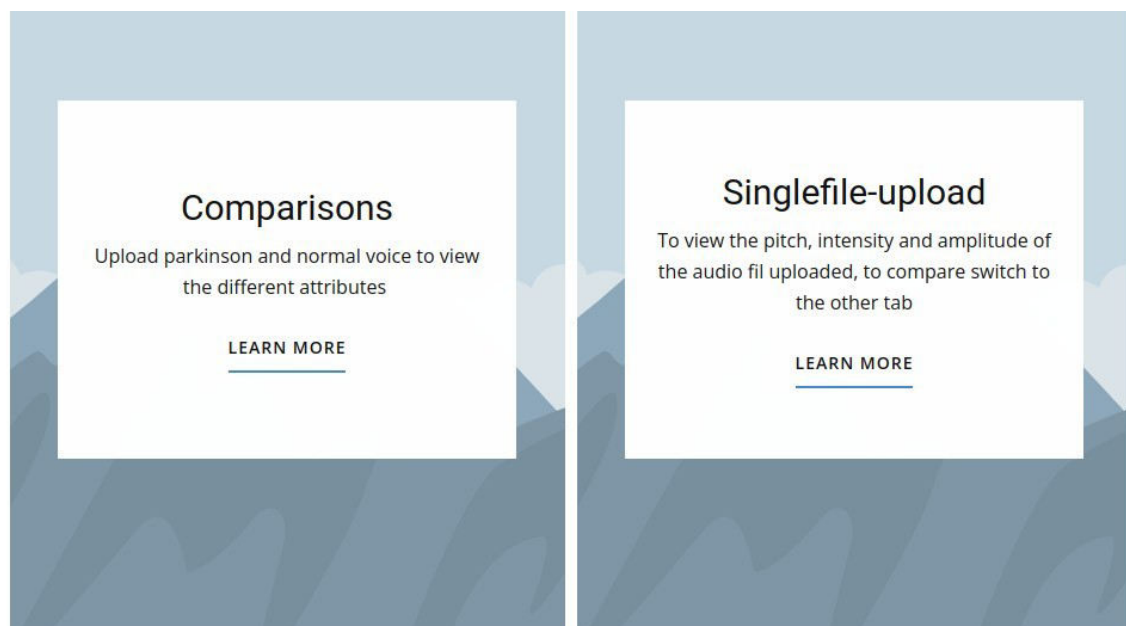 Comparisons
Upload parkinson and normal voice to view
the different attributes
LEARN MORE
Singlefile-upload
To view the pitch, intensity and amplitude of
the audio fil uploaded, to compare switch to
the other tab
LEARN MORE